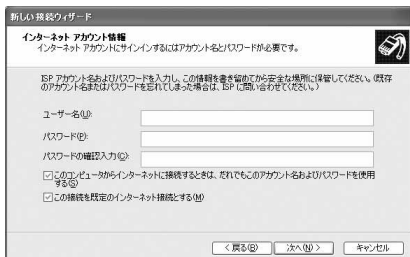 新しい接続ウィザード
インターネット アカウント情報
インターネット アカウントにサインインするにはアカウント名とパスワードが必要です。
ISP アカウント名およびパスワードを入力し、この情報を書き留めてから安全な場所に保管してください。(既存
のアカウント名またはパスワードを忘れてしまった場合は、ISP に問い合わせてください。)
ユーザー名(U):
パスワード(P):
パスワードの確認入力(C):
このコンピュータからインターネットに接続するときは、だれでもこのアカウント名およびパスワードを使用
する(S)
この接続を既定のインターネット接続とする(M)
< 戻る(B)
次へ(N) >
キャンセル